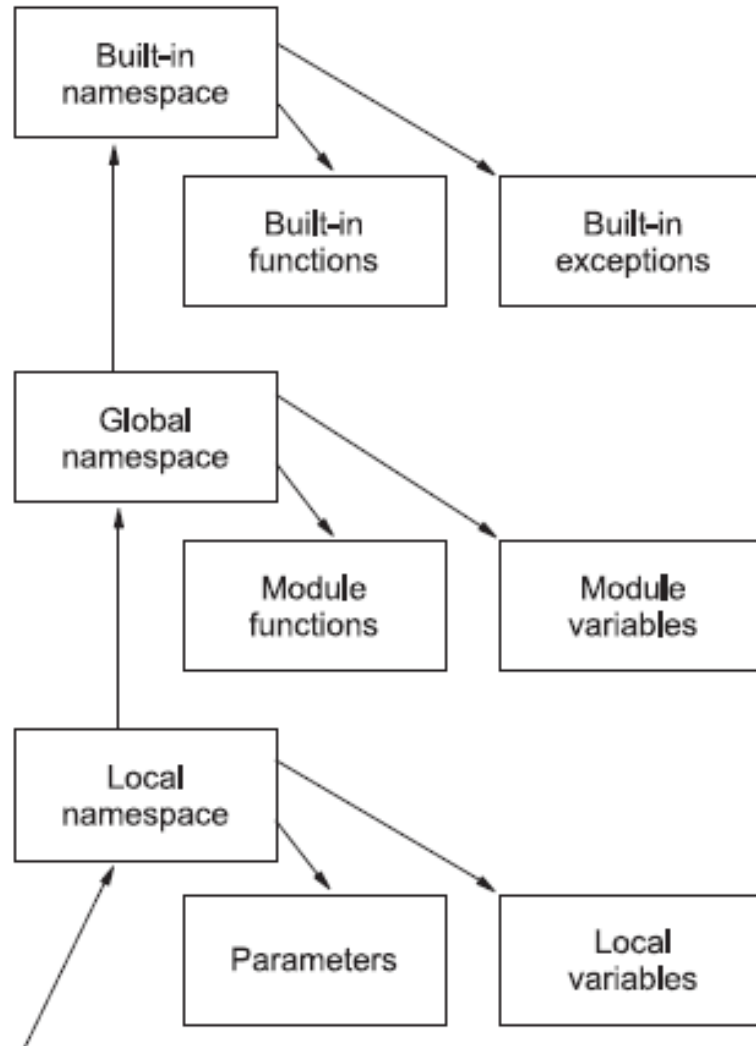 Built-in
namespace
Built-in
functions
Built-in
exceptions
Global
namespace
Module
functions
Module
variables
Local
namespace
Parameters
Local
variables